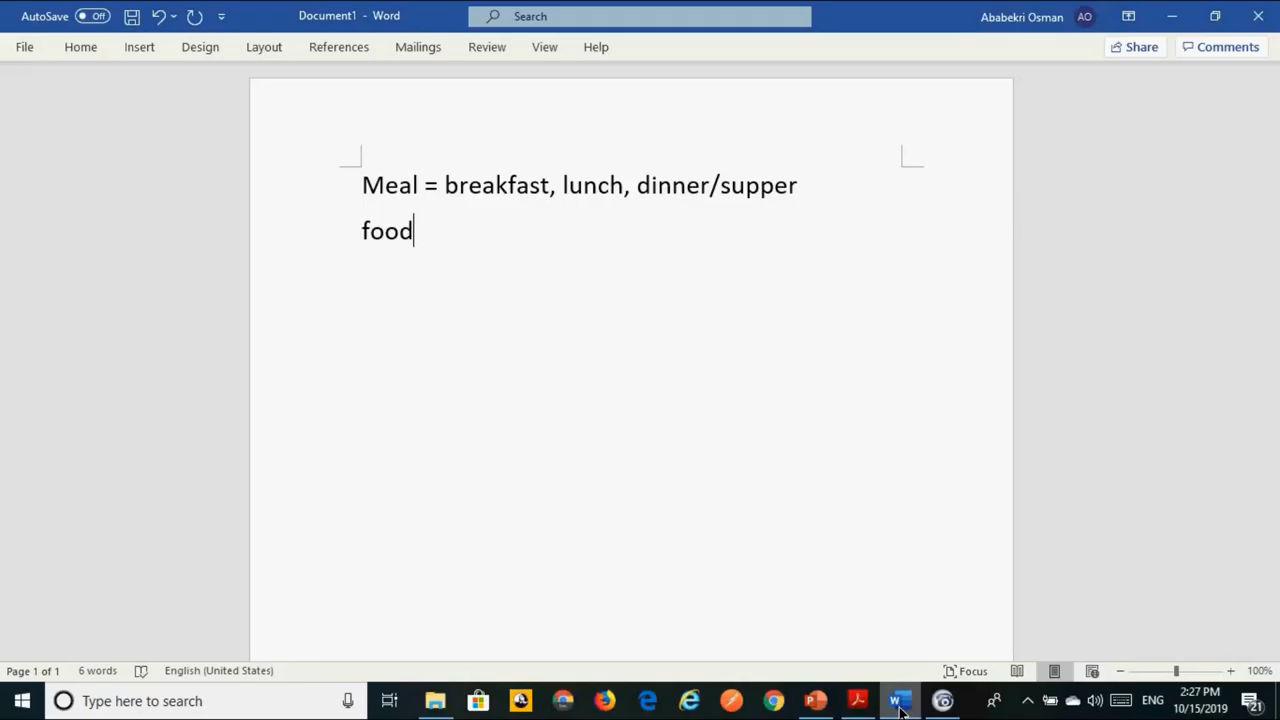 AutoSave Off Document1 - Word Search Ababekri Osman AO
File Home Insert Design Layout References Mailings Review View Help Share Comments
Meal = breakfast, lunch, dinner/supper
food
Page 1 of 1 6 words English (United States) Focus 100%
Type here to search ENG 2:27 PM
10/15/2019 21